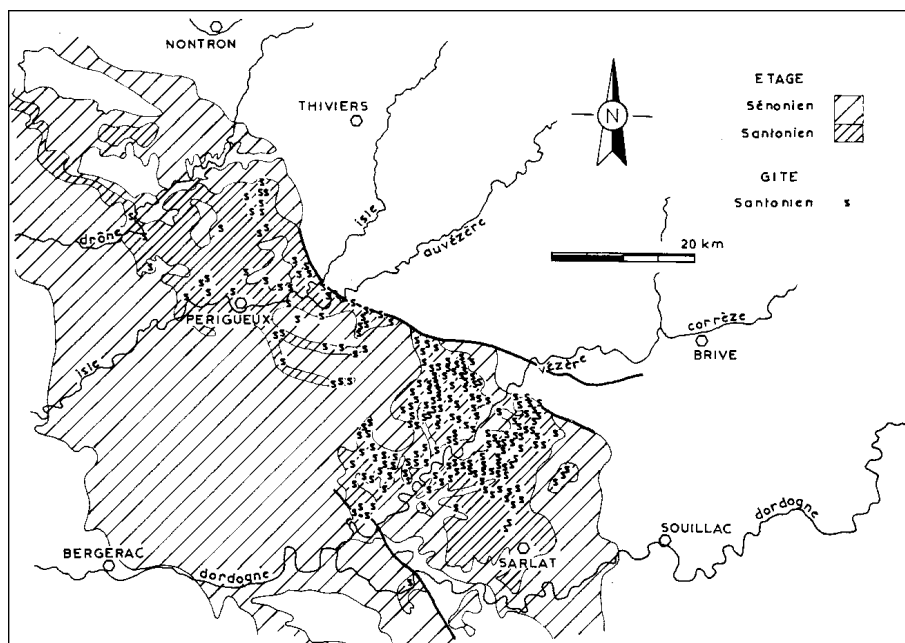 NONTRON
THIVIERS
N
ETAGE
Sénonien
Santonien
GITE
Santonien s
20 km
isle
auvézère
drône
PERIGUEUX
isle
vézère
corrèze
BRIVE
BERGERAC
dordogne
SARLAT
SOUILLAC
dordogne